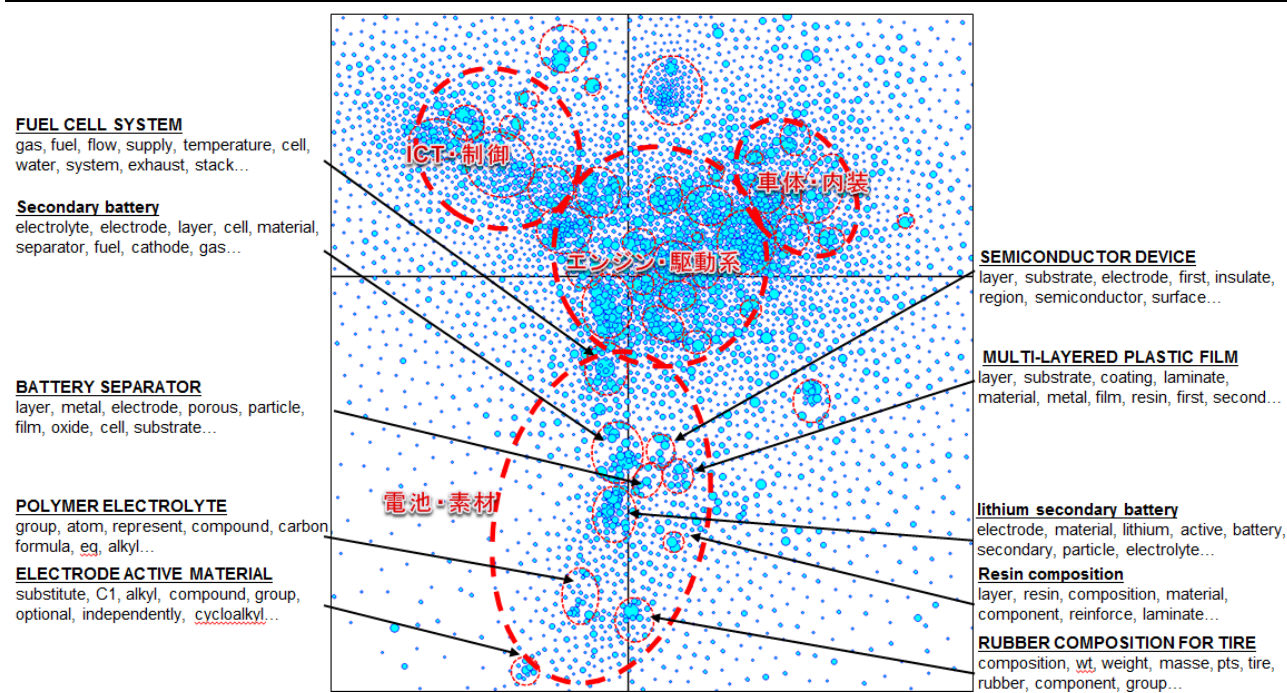 FUEL CELL SYSTEM
gas, fuel, flow, supply, temperature, cell,
water, system, exhaust, stack…
Secondary battery
electrolyte, electrode, layer, cell, material,
separator, fuel, cathode, gas…
BATTERY SEPARATOR
layer, metal, electrode, porous, particle,
film, oxide, cell, substrate…
POLYMER ELECTROLYTE
group, atom, represent, compound, carbon,
formula, eq, alkyl…
ELECTRODE ACTIVE MATERIAL
substitute, C1, alkyl, compound, group,
optional, independently, cycloalkyl…
ICT・制御
車体・内装
エンジン・駆動系
電池・素材
SEMICONDUCTOR DEVICE
layer, substrate, electrode, first, insulate,
region, semiconductor, surface…
MULTI-LAYERED PLASTIC FILM
layer, substrate, coating, laminate,
material, metal, film, resin, first, second…
lithium secondary battery
electrode, material, lithium, active, battery,
secondary, particle, electrolyte…
Resin composition
layer, resin, composition, material,
component, reinforce, laminate…
RUBBER COMPOSITION FOR TIRE
composition, wt, weight, masse, pts, tire,
rubber, component, group…